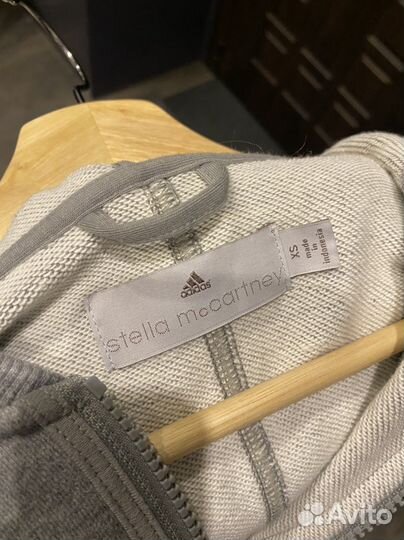 adidas
stella mccartney
XS
made
in
indonesia
Avito